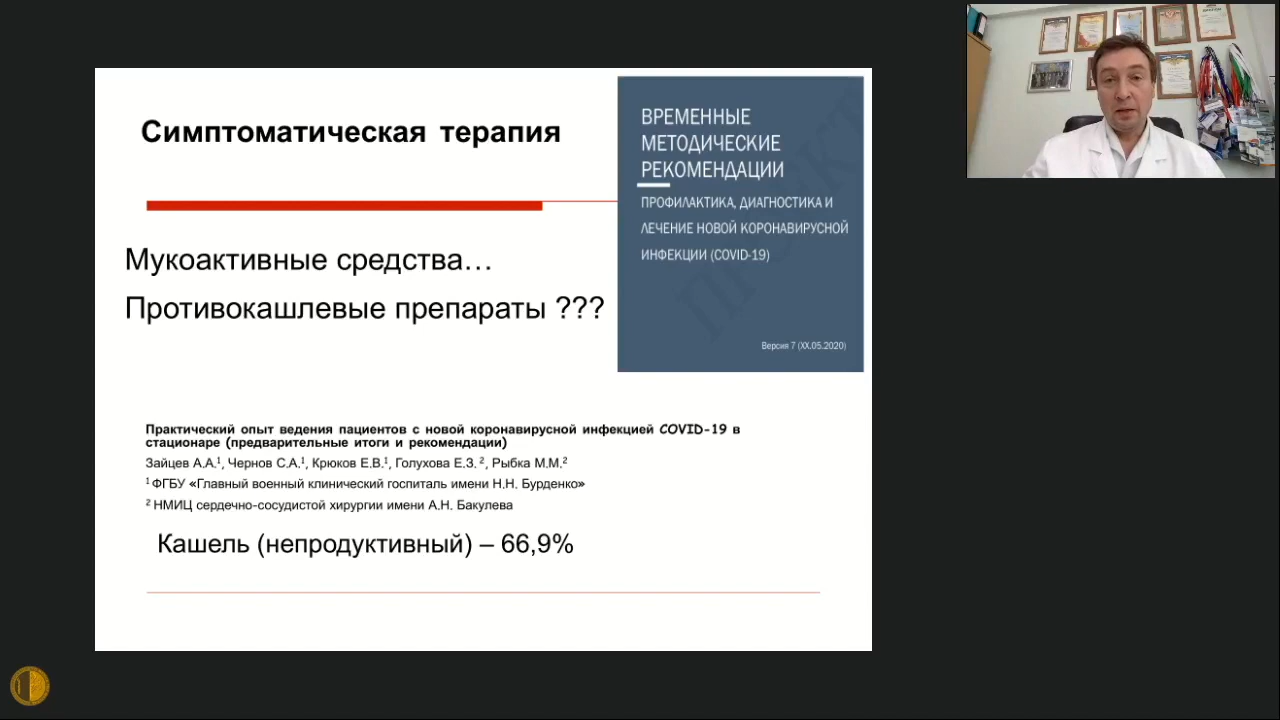 Симптоматическая терапия
Мукоактивные средства…
Противокашлевые препараты ???
ВРЕМЕННЫЕ
МЕТОДИЧЕСКИЕ
РЕКОМЕНДАЦИИ
ПРОФИЛАКТИКА, ДИАГНОСТИКА И
ЛЕЧЕНИЕ НОВОЙ КОРОНАВИРУСНОЙ
ИНФЕКЦИИ (COVID-19)
Версия 7 (XX.05.2020)
Практический опыт ведения пациентов с новой коронавирусной инфекцией COVID-19 в
стационаре (предварительные итоги и рекомендации)
Зайцев А.А.¹, Чернов С.А.¹, Крюков Е.В.¹, Голухова Е.З. ², Рыбка М.М.²
¹ ФГБУ «Главный военный клинический госпиталь имени Н.Н. Бурденко»
² НМИЦ сердечно-сосудистой хирургии имени А.Н. Бакулева
Кашель (непродуктивный) – 66,9%